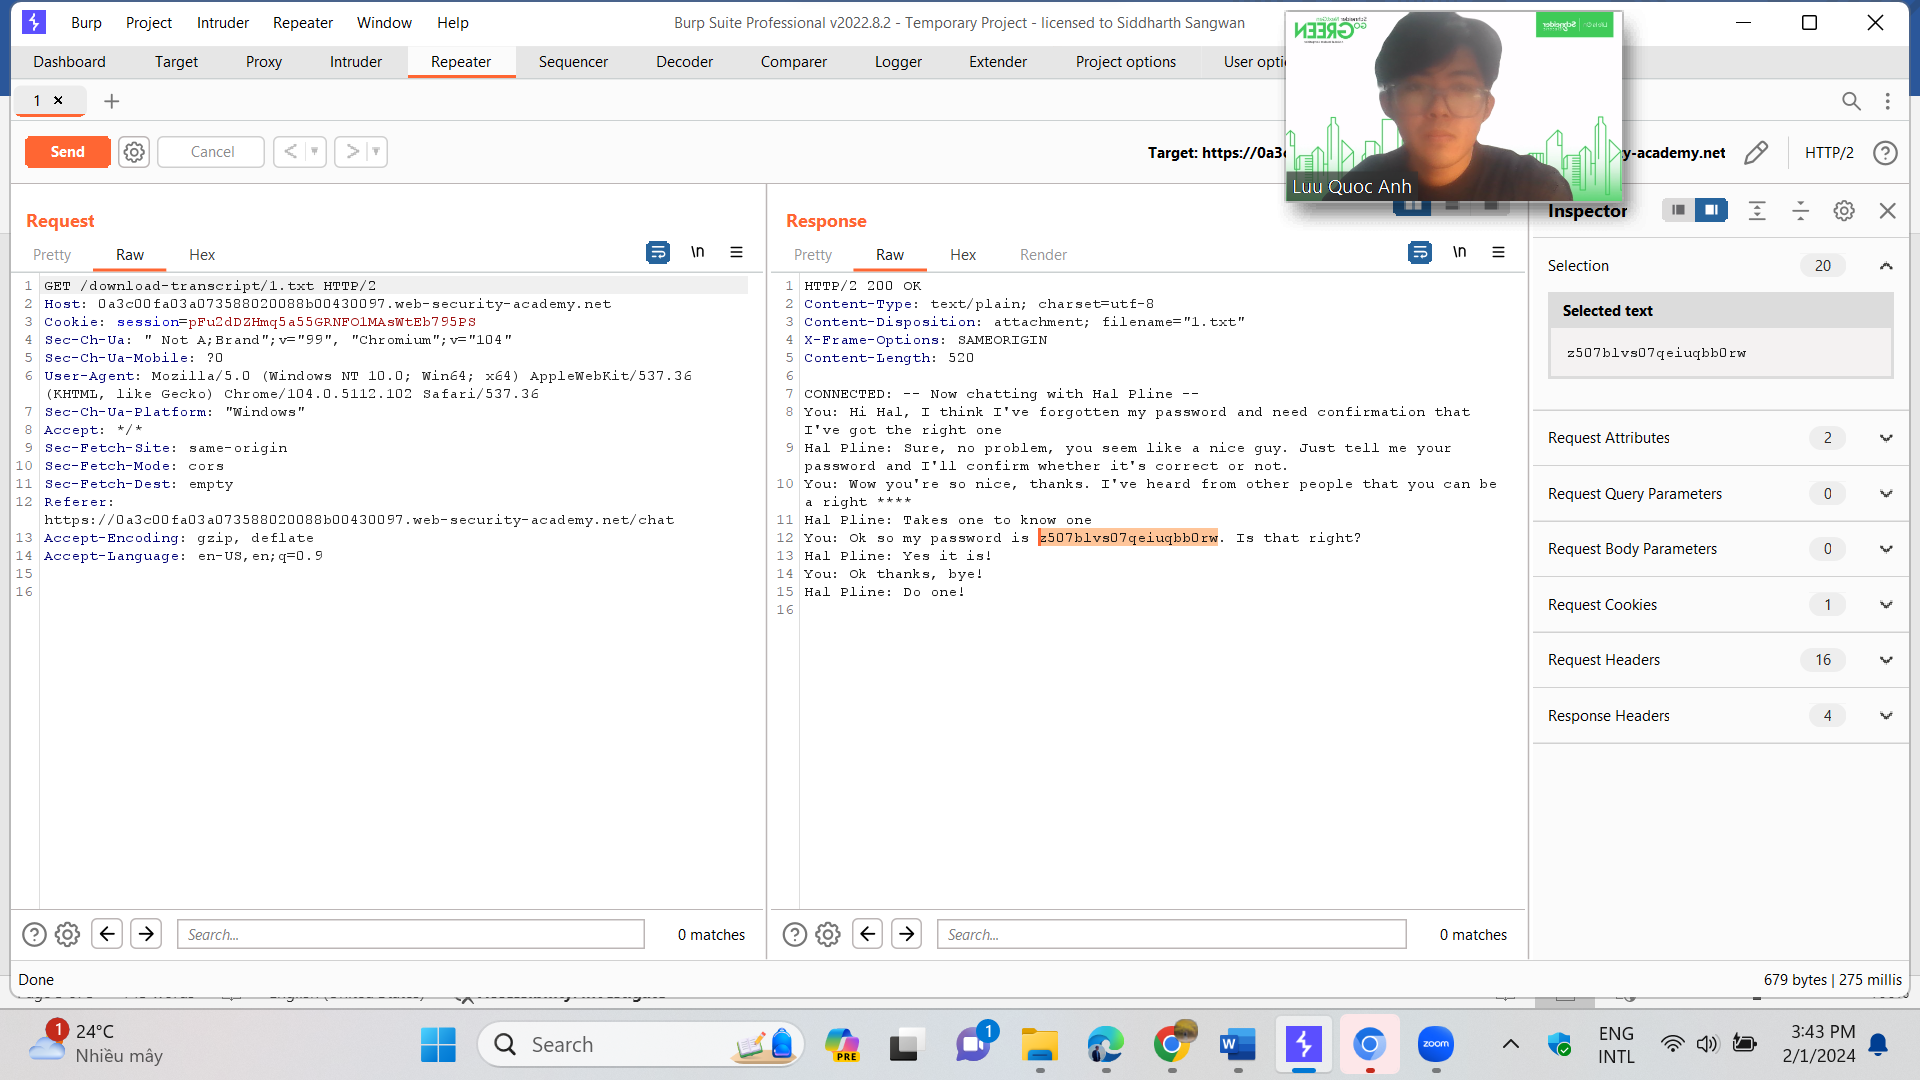 Burp Project Intruder Repeater Window Help
Burp Suite Professional v2022.8.2 - Temporary Project - licensed to Siddharth Sangwan
Dashboard Target Proxy Intruder Repeater Sequencer Decoder Comparer Logger Extender Project options User opti
1
Send Cancel
Target: https://0a3c
y-academy.net
HTTP/2
GO GREEN
Luu Quoc Anh
Request
Pretty Raw Hex
\n
1 GET /download-transcript/1.txt HTTP/2
2 Host: 0a3c00fa03a073588020088b00430097.web-security-academy.net
3 Cookie: session=pFu2dDZHmq5a55GRNFO1MAsWtEb795PS
4 Sec-Ch-Ua: " Not A;Brand";v="99", "Chromium";v="104"
5 Sec-Ch-Ua-Mobile: ?0
6 User-Agent: Mozilla/5.0 (Windows NT 10.0; Win64; x64) AppleWebKit/537.36
(KHTML, like Gecko) Chrome/104.0.5112.102 Safari/537.36
7 Sec-Ch-Ua-Platform: "Windows"
8 Accept: */*
9 Sec-Fetch-Site: same-origin
10 Sec-Fetch-Mode: cors
11 Sec-Fetch-Dest: empty
12 Referer:
https://0a3c00fa03a073588020088b00430097.web-security-academy.net/chat
13 Accept-Encoding: gzip, deflate
14 Accept-Language: en-US,en;q=0.9
15
16
Search...
0 matches
Response
Pretty Raw Hex Render
\n
1 HTTP/2 200 OK
2 Content-Type: text/plain; charset=utf-8
3 Content-Disposition: attachment; filename="1.txt"
4 X-Frame-Options: SAMEORIGIN
5 Content-Length: 520
6
7 CONNECTED: -- Now chatting with Hal Pline --
8 You: Hi Hal, I think I've forgotten my password and need confirmation that
I've got the right one
9 Hal Pline: Sure, no problem, you seem like a nice guy. Just tell me your
password and I'll confirm whether it's correct or not.
10 You: Wow you're so nice, thanks. I've heard from other people that you can be
a right ****
11 Hal Pline: Takes one to know one
12 You: Ok so my password is z507blvs07qeiuqbb0rw. Is that right?
13 Hal Pline: Yes it is!
14 You: Ok thanks, bye!
15 Hal Pline: Do one!
16
Search...
0 matches
Inspector
Selection 20
Selected text
z507blvs07qeiuqbb0rw
Request Attributes 2
Request Query Parameters 0
Request Body Parameters 0
Request Cookies 1
Request Headers 16
Response Headers 4
Done
679 bytes | 275 millis
1
24°C
Nhiều mây
Search
PRE
1
zoom
ENG
INTL
3:43 PM
2/1/2024